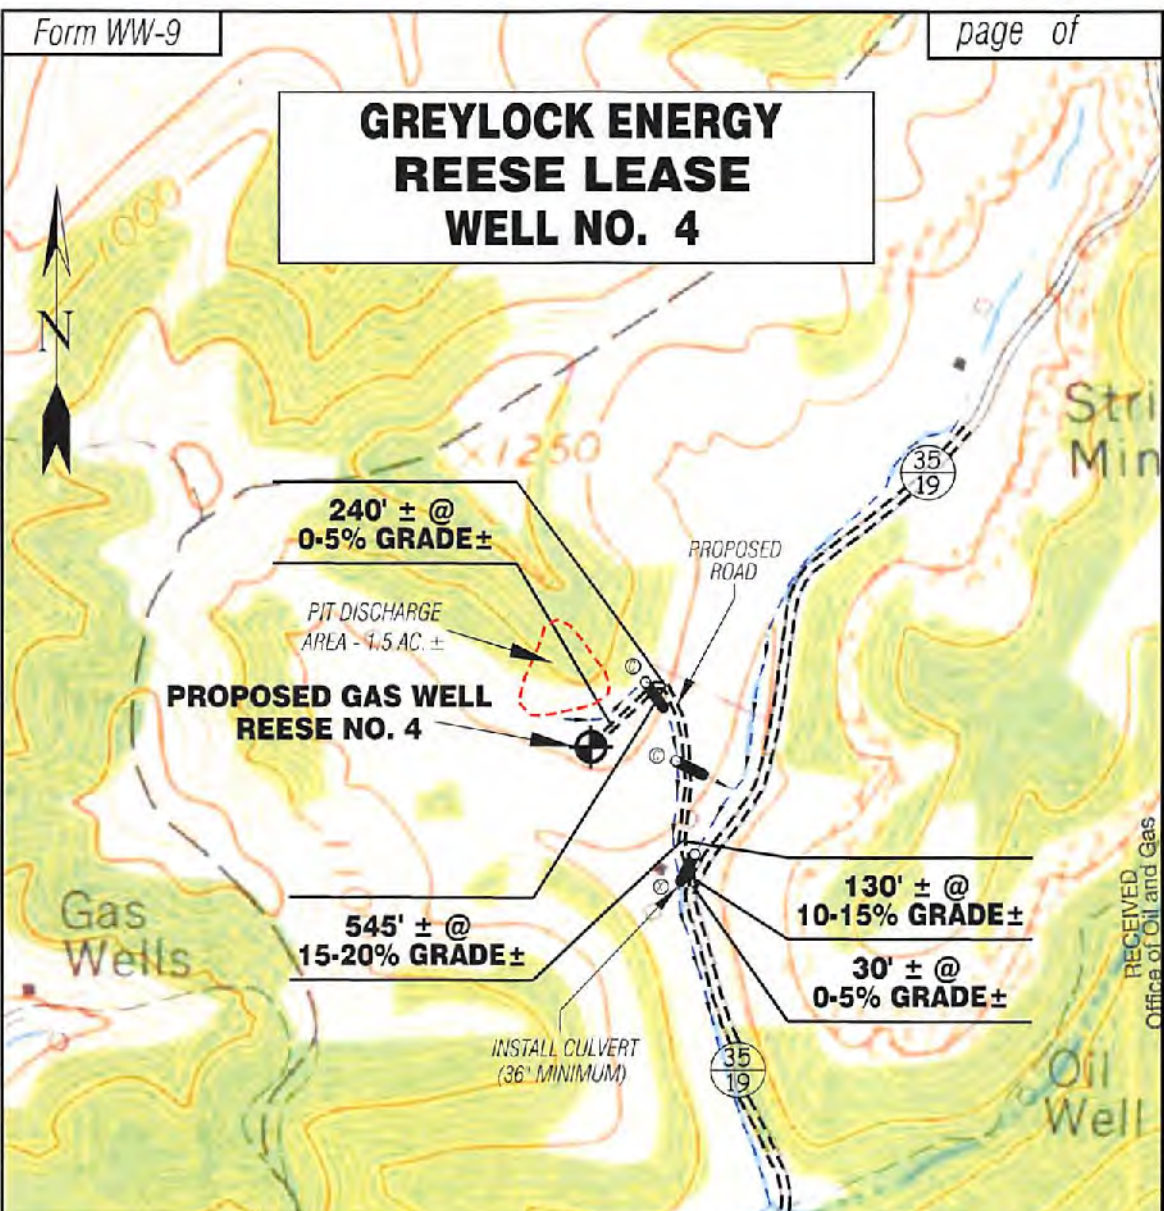 Form WW-9
page of
GREYLOCK ENERGY
REESE LEASE
WELL NO. 4
1000
N
Stri
Min
X1250
35
19
240' ± @
0-5% GRADE±
PROPOSED
ROAD
PIT DISCHARGE
AREA - 1.5 AC. ±
PROPOSED GAS WELL
REESE NO. 4
Gas
Wells
545' ± @
15-20% GRADE±
130' ± @
10-15% GRADE±
30' ± @
0-5% GRADE±
RECEIVED
Office of Oil and Gas
INSTALL CULVERT
(36" MINIMUM)
35
19
Oil
Well